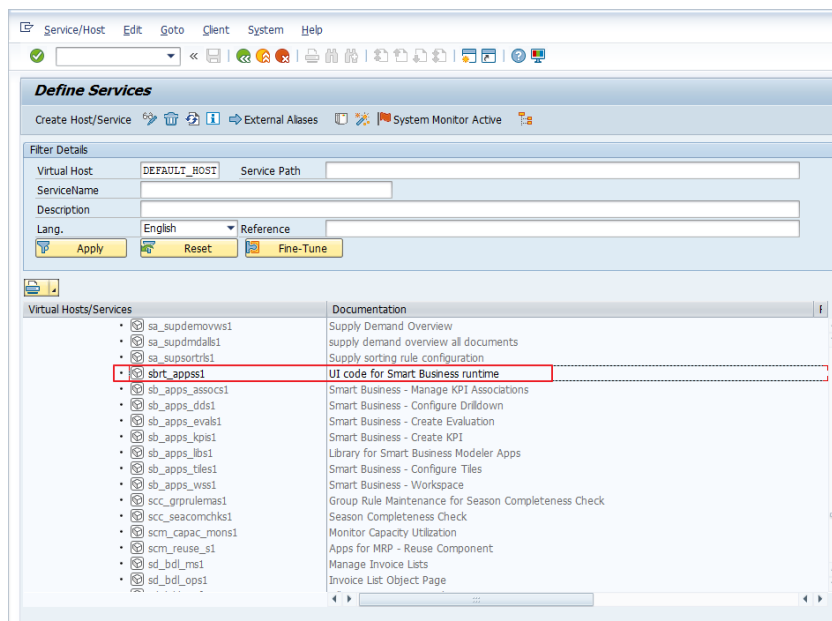 Service/Host Edit Goto Client System Help
Define Services
Create Host/Service External Aliases System Monitor Active
Filter Details
Virtual Host DEFAULT_HOST Service Path
ServiceName
Description
Lang. English Reference
Apply Reset Fine-Tune
Virtual Hosts/Services Documentation
sa_supdemovws1 Supply Demand Overview
sa_supdmdalls1 supply demand overview all documents
sa_supsortrls1 Supply sorting rule configuration
sbrt_appss1 UI code for Smart Business runtime
sb_apps_assocs1 Smart Business - Manage KPI Associations
sb_apps_dds1 Smart Business - Configure Drilldown
sb_apps_evals1 Smart Business - Create Evaluation
sb_apps_kpis1 Smart Business - Create KPI
sb_apps_libs1 Library for Smart Business Modeler Apps
sb_apps_tiles1 Smart Business - Configure Tiles
sb_apps_wss1 Smart Business - Workspace
scc_grprulemas1 Group Rule Maintenance for Season Completeness Check
scc_seacomchks1 Season Completeness Check
scm_capac_mons1 Monitor Capacity Utilization
scm_reuse_s1 Apps for MRP - Reuse Component
sd_bdl_ms1 Manage Invoice Lists
sd_bdl_ops1 Invoice List Object Page